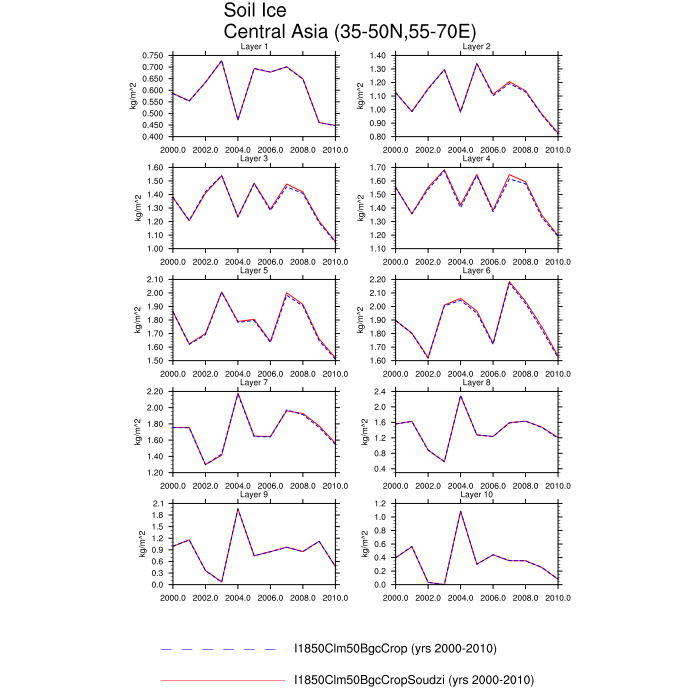 Soil Ice
Central Asia (35-50N,55-70E)
Layer 1
Layer 2
kg/m^2
0.750
0.700
0.650
0.600
0.550
0.500
0.450
0.400
2000.0 2002.0 2004.0 2006.0 2008.0 2010.0
kg/m^2
1.40
1.30
1.20
1.10
1.00
0.90
0.80
2000.0 2002.0 2004.0 2006.0 2008.0 2010.0
Layer 3
Layer 4
kg/m^2
1.60
1.50
1.40
1.30
1.20
1.10
1.00
2000.0 2002.0 2004.0 2006.0 2008.0 2010.0
kg/m^2
1.70
1.60
1.50
1.40
1.30
1.20
1.10
2000.0 2002.0 2004.0 2006.0 2008.0 2010.0
Layer 5
Layer 6
kg/m^2
2.10
2.00
1.90
1.80
1.70
1.60
1.50
2000.0 2002.0 2004.0 2006.0 2008.0 2010.0
kg/m^2
2.20
2.10
2.00
1.90
1.80
1.70
1.60
2000.0 2002.0 2004.0 2006.0 2008.0 2010.0
Layer 7
Layer 8
kg/m^2
2.20
2.00
1.80
1.60
1.40
1.20
2000.0 2002.0 2004.0 2006.0 2008.0 2010.0
kg/m^2
2.4
2.0
1.6
1.2
0.8
0.4
2000.0 2002.0 2004.0 2006.0 2008.0 2010.0
Layer 9
Layer 10
kg/m^2
2.1
1.8
1.5
1.2
0.9
0.6
0.3
0.0
2000.0 2002.0 2004.0 2006.0 2008.0 2010.0
kg/m^2
1.2
1.0
0.8
0.6
0.4
0.2
0.0
2000.0 2002.0 2004.0 2006.0 2008.0 2010.0
I1850Clm50BgcCrop (yrs 2000-2010)
I1850Clm50BgcCropSoudzi (yrs 2000-2010)